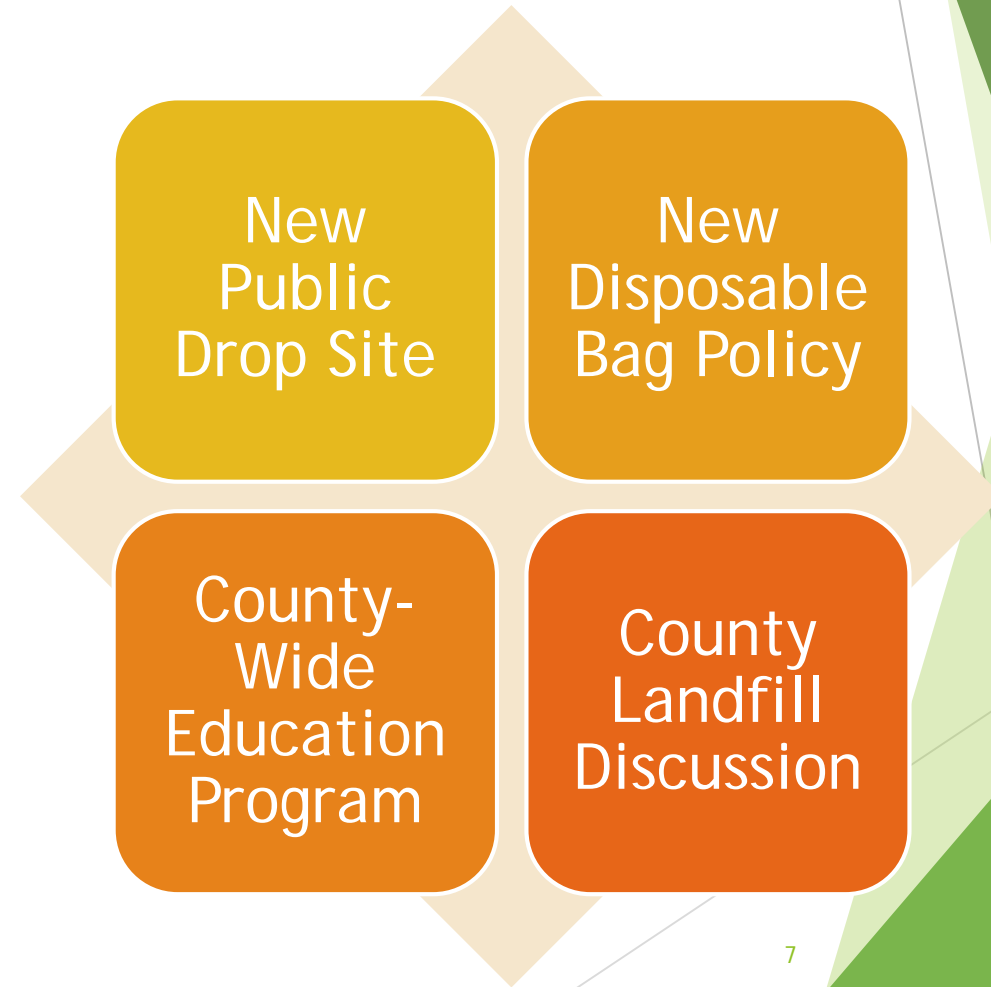 New
Public
Drop Site
New
Disposable
Bag Policy
County-
Wide
Education
Program
County
Landfill
Discussion
7